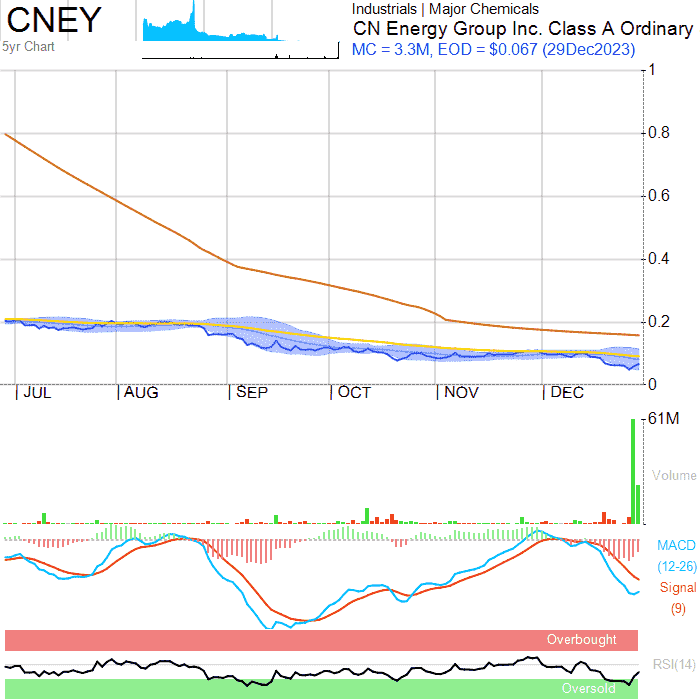 CNEY
5yr Chart
Industrials | Major Chemicals
CN Energy Group Inc. Class A Ordinary
MC = 3.3M, EOD = $0.067 (29Dec2023)
1
0.8
0.6
0.4
0.2
0
JUL
AUG
SEP
OCT
NOV
DEC
61M
Volume
MACD
(12-26)
Signal
(9)
Overbought
RSI(14)
Oversold